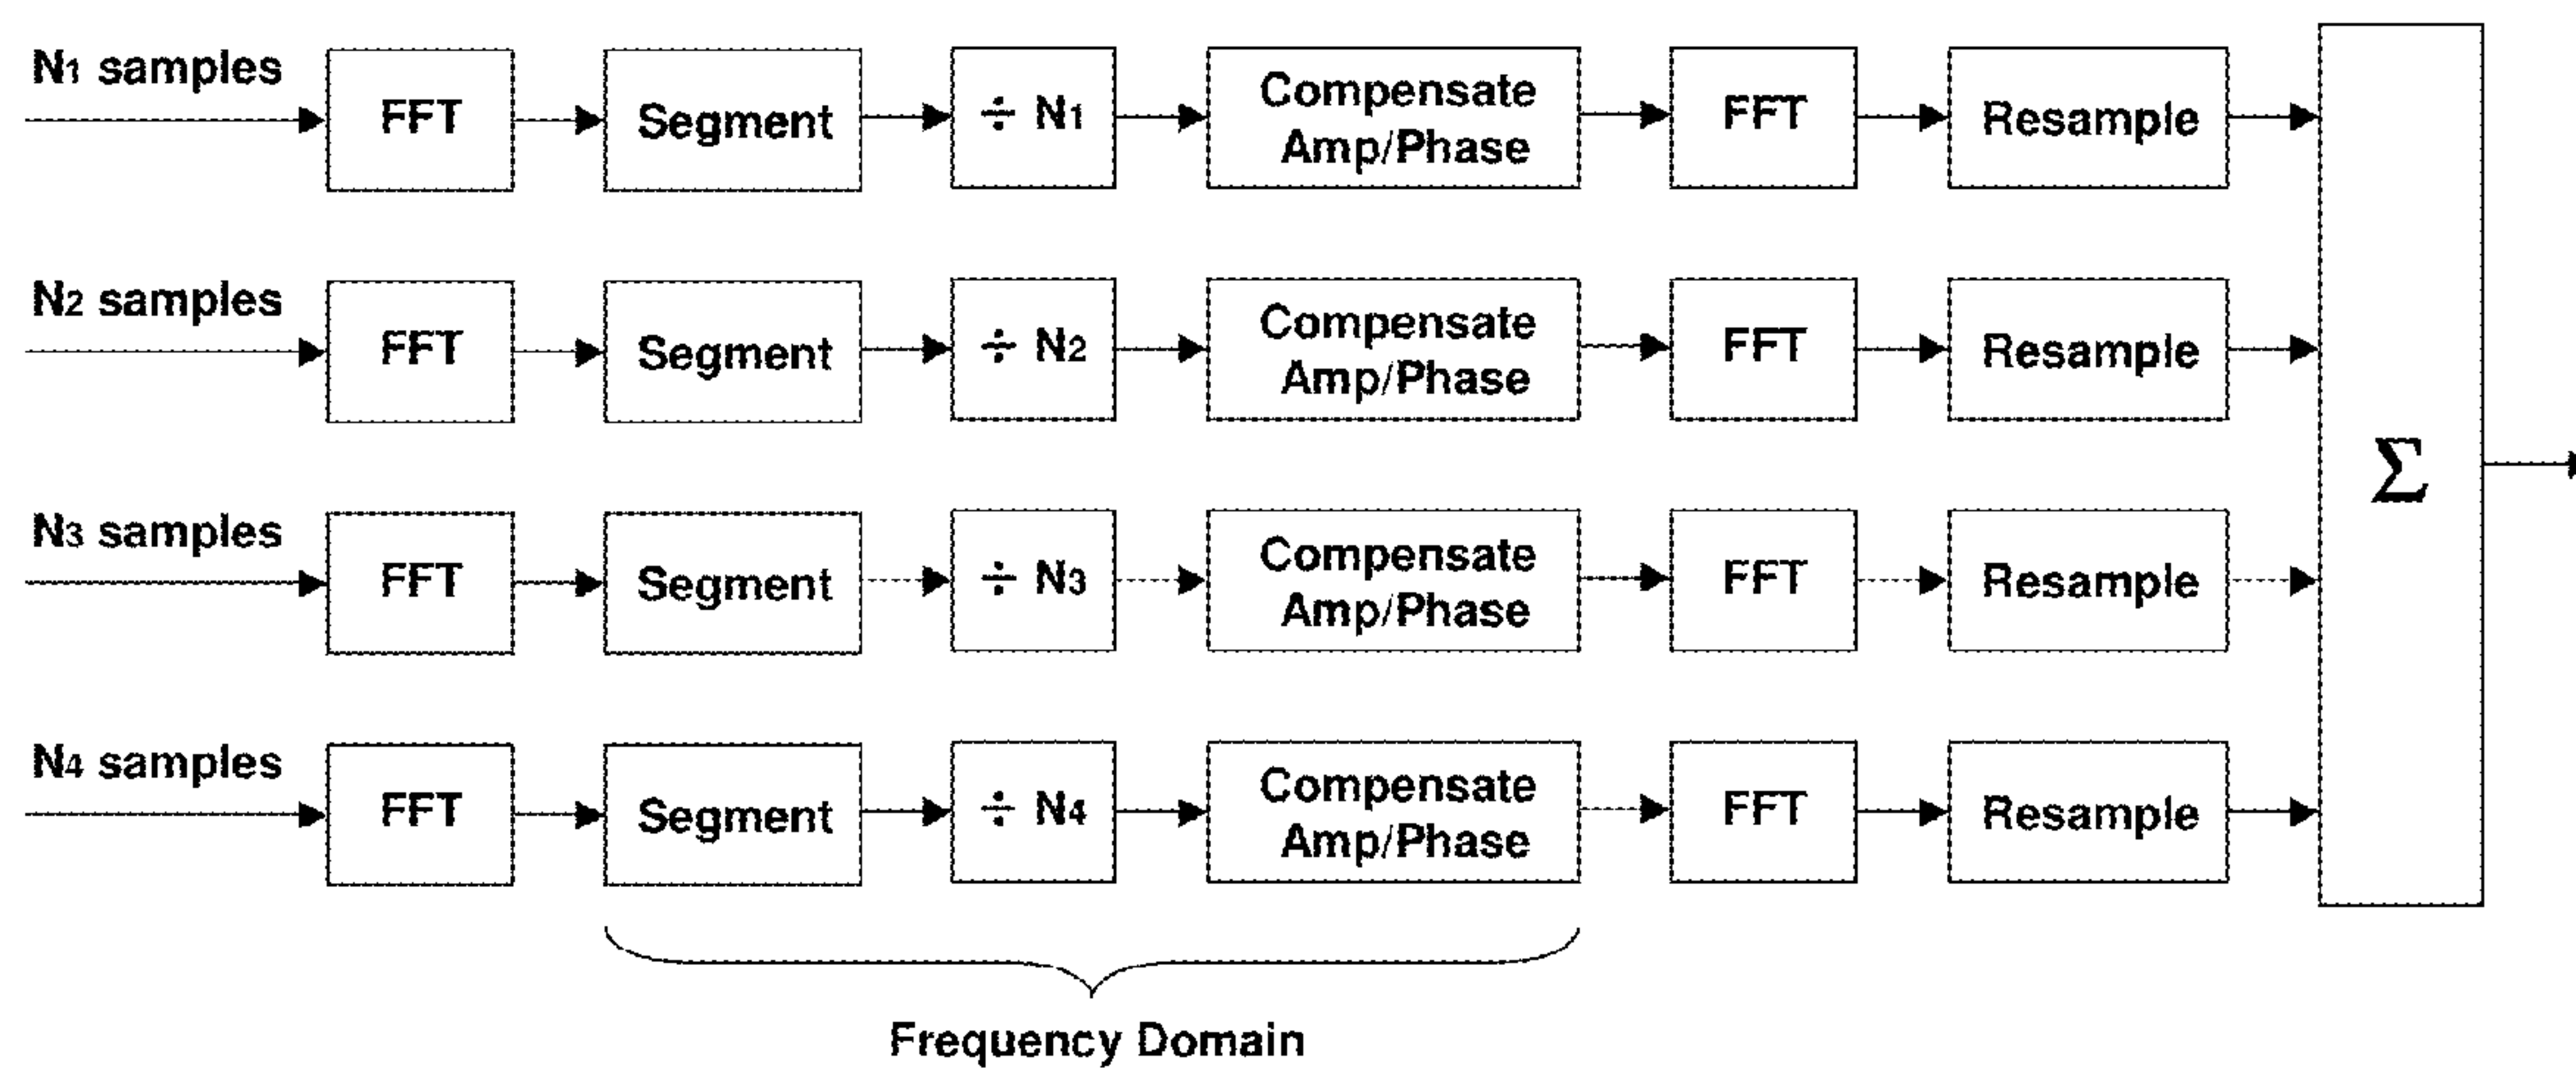 N1 samples
FFT
Segment
÷ N1
Compensate
Amp/Phase
FFT
Resample
N2 samples
FFT
Segment
÷ N2
Compensate
Amp/Phase
FFT
Resample
Σ
N3 samples
FFT
Segment
÷ N3
Compensate
Amp/Phase
FFT
Resample
N4 samples
FFT
Segment
÷ N4
Compensate
Amp/Phase
FFT
Resample
Frequency Domain